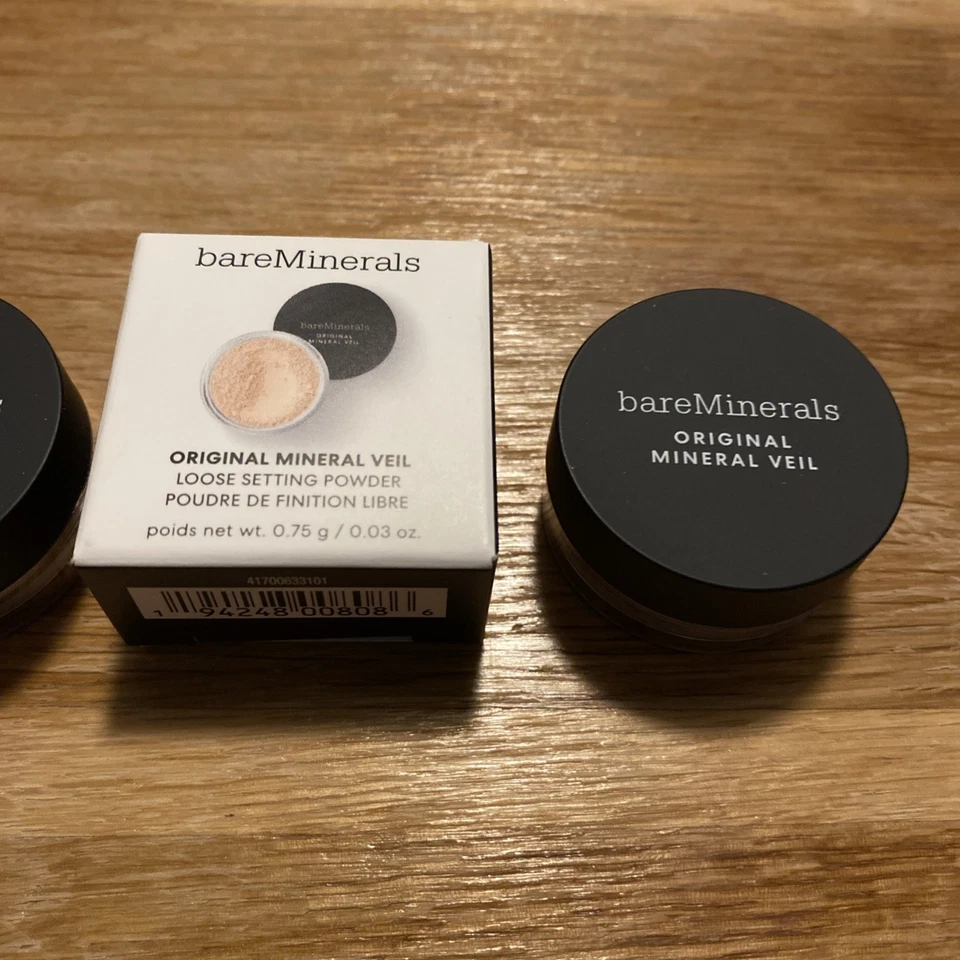 bareMinerals
bareMinerals
ORIGINAL
MINERAL VEIL
ORIGINAL MINERAL VEIL
LOOSE SETTING POWDER
POUDRE DE FINITION LIBRE
poids net wt. 0.75 g / 0.03 oz.
41700633101
1 94248 00808 6
bareMinerals
ORIGINAL
MINERAL VEIL